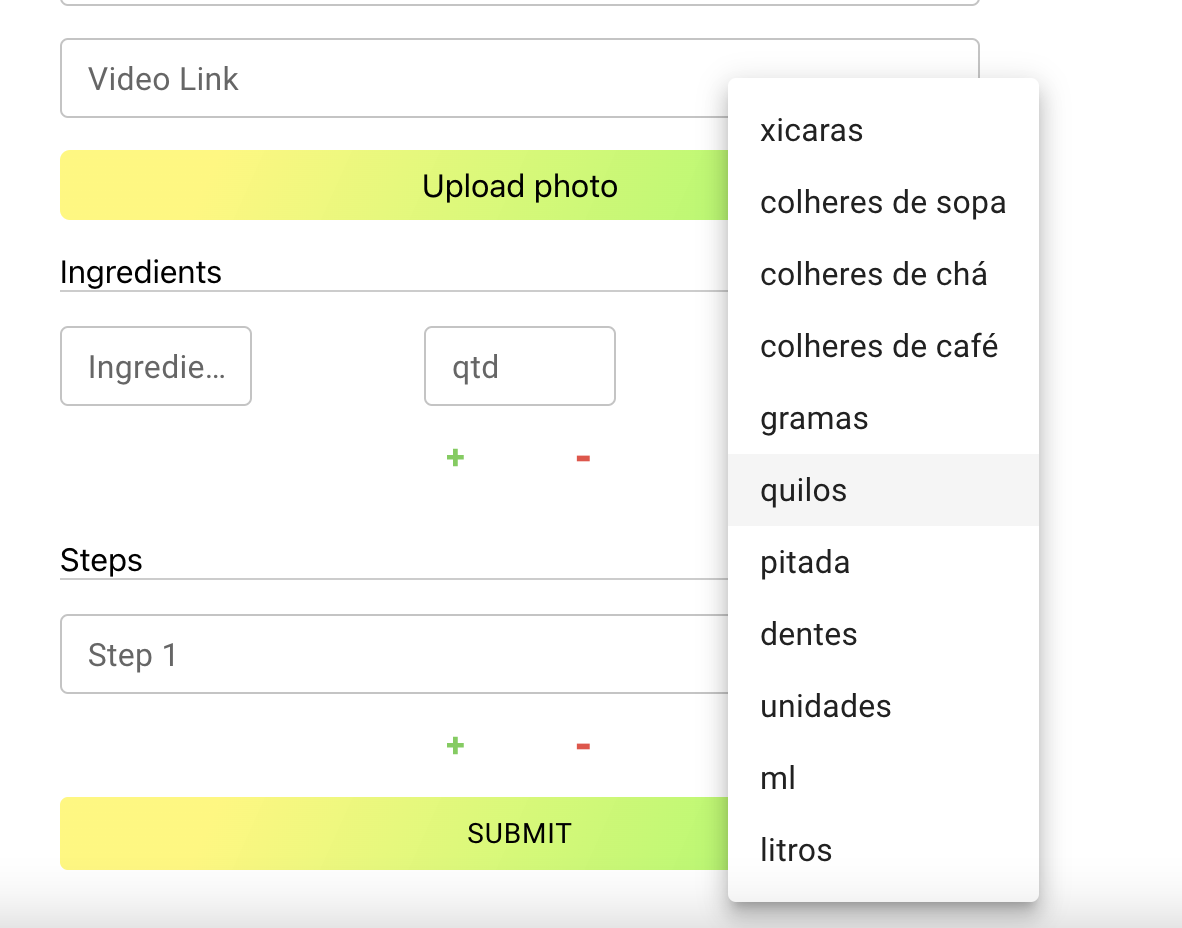 Video Link
Upload photo
Ingredients
Ingredie...
qtd
+
-
Steps
Step 1
+
-
SUBMIT
xicaras
colheres de sopa
colheres de chá
colheres de café
gramas
quilos
pitada
dentes
unidades
ml
litros